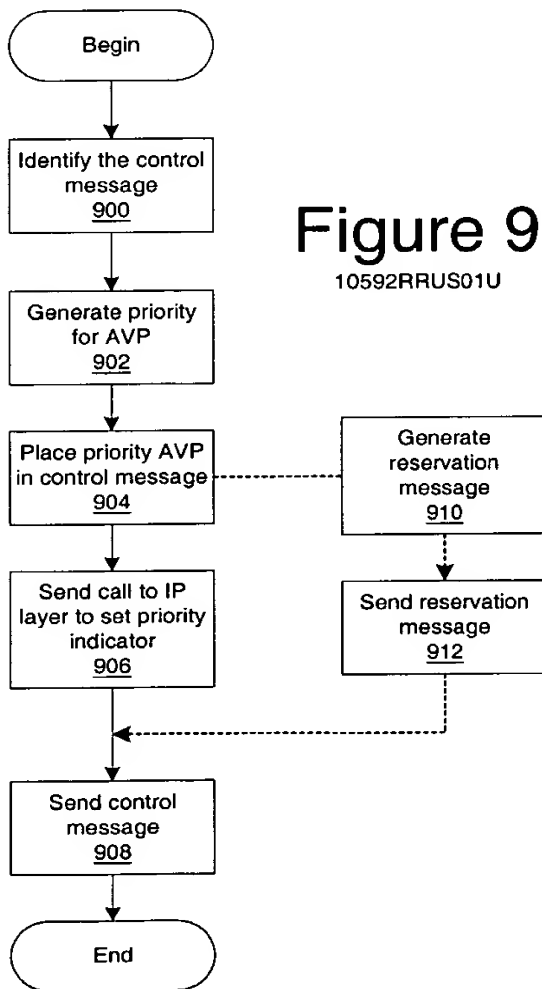 Begin
Identify the control
message
900
Figure 9
10592RRUS01U
Generate priority
for AVP
902
Place priority AVP
in control message
904
Generate
reservation
message
910
Send call to IP
layer to set priority
indicator
906
Send reservation
message
912
Send control
message
908
End